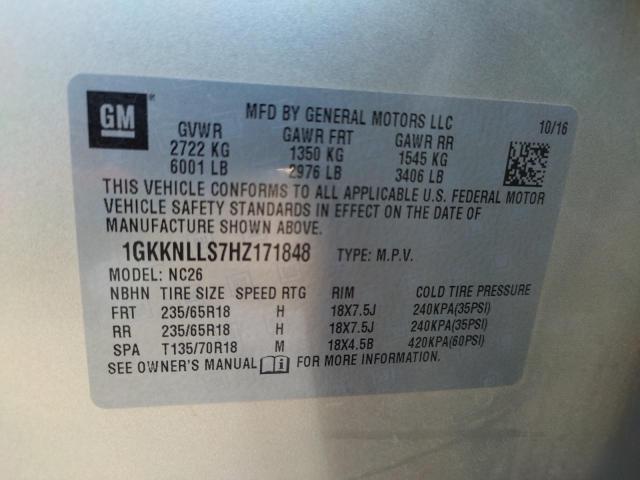 GM
MFD BY GENERAL MOTORS LLC 10/16
GVWR GAWR FRT GAWR RR
2722 KG 1350 KG 1545 KG
6001 LB 2976 LB 3406 LB
THIS VEHICLE CONFORMS TO ALL APPLICABLE U.S. FEDERAL MOTOR
VEHICLE SAFETY STANDARDS IN EFFECT ON THE DATE OF
MANUFACTURE SHOWN ABOVE.
1GKKNLLS7HZ171848 TYPE: M.P.V.
MODEL: NC26
NBHN TIRE SIZE SPEED RTG RIM COLD TIRE PRESSURE
FRT 235/65R18 H 18X7.5J 240KPA(35PSI)
RR 235/65R18 H 18X7.5J 240KPA(35PSI)
SPA T135/70R18 M 18X4.5B 420KPA(60PSI)
SEE OWNER'S MANUAL i FOR MORE INFORMATION.